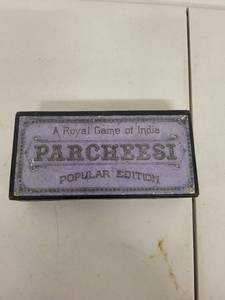 A Royal Game of India
PARCHEESI
POPULAR EDITION